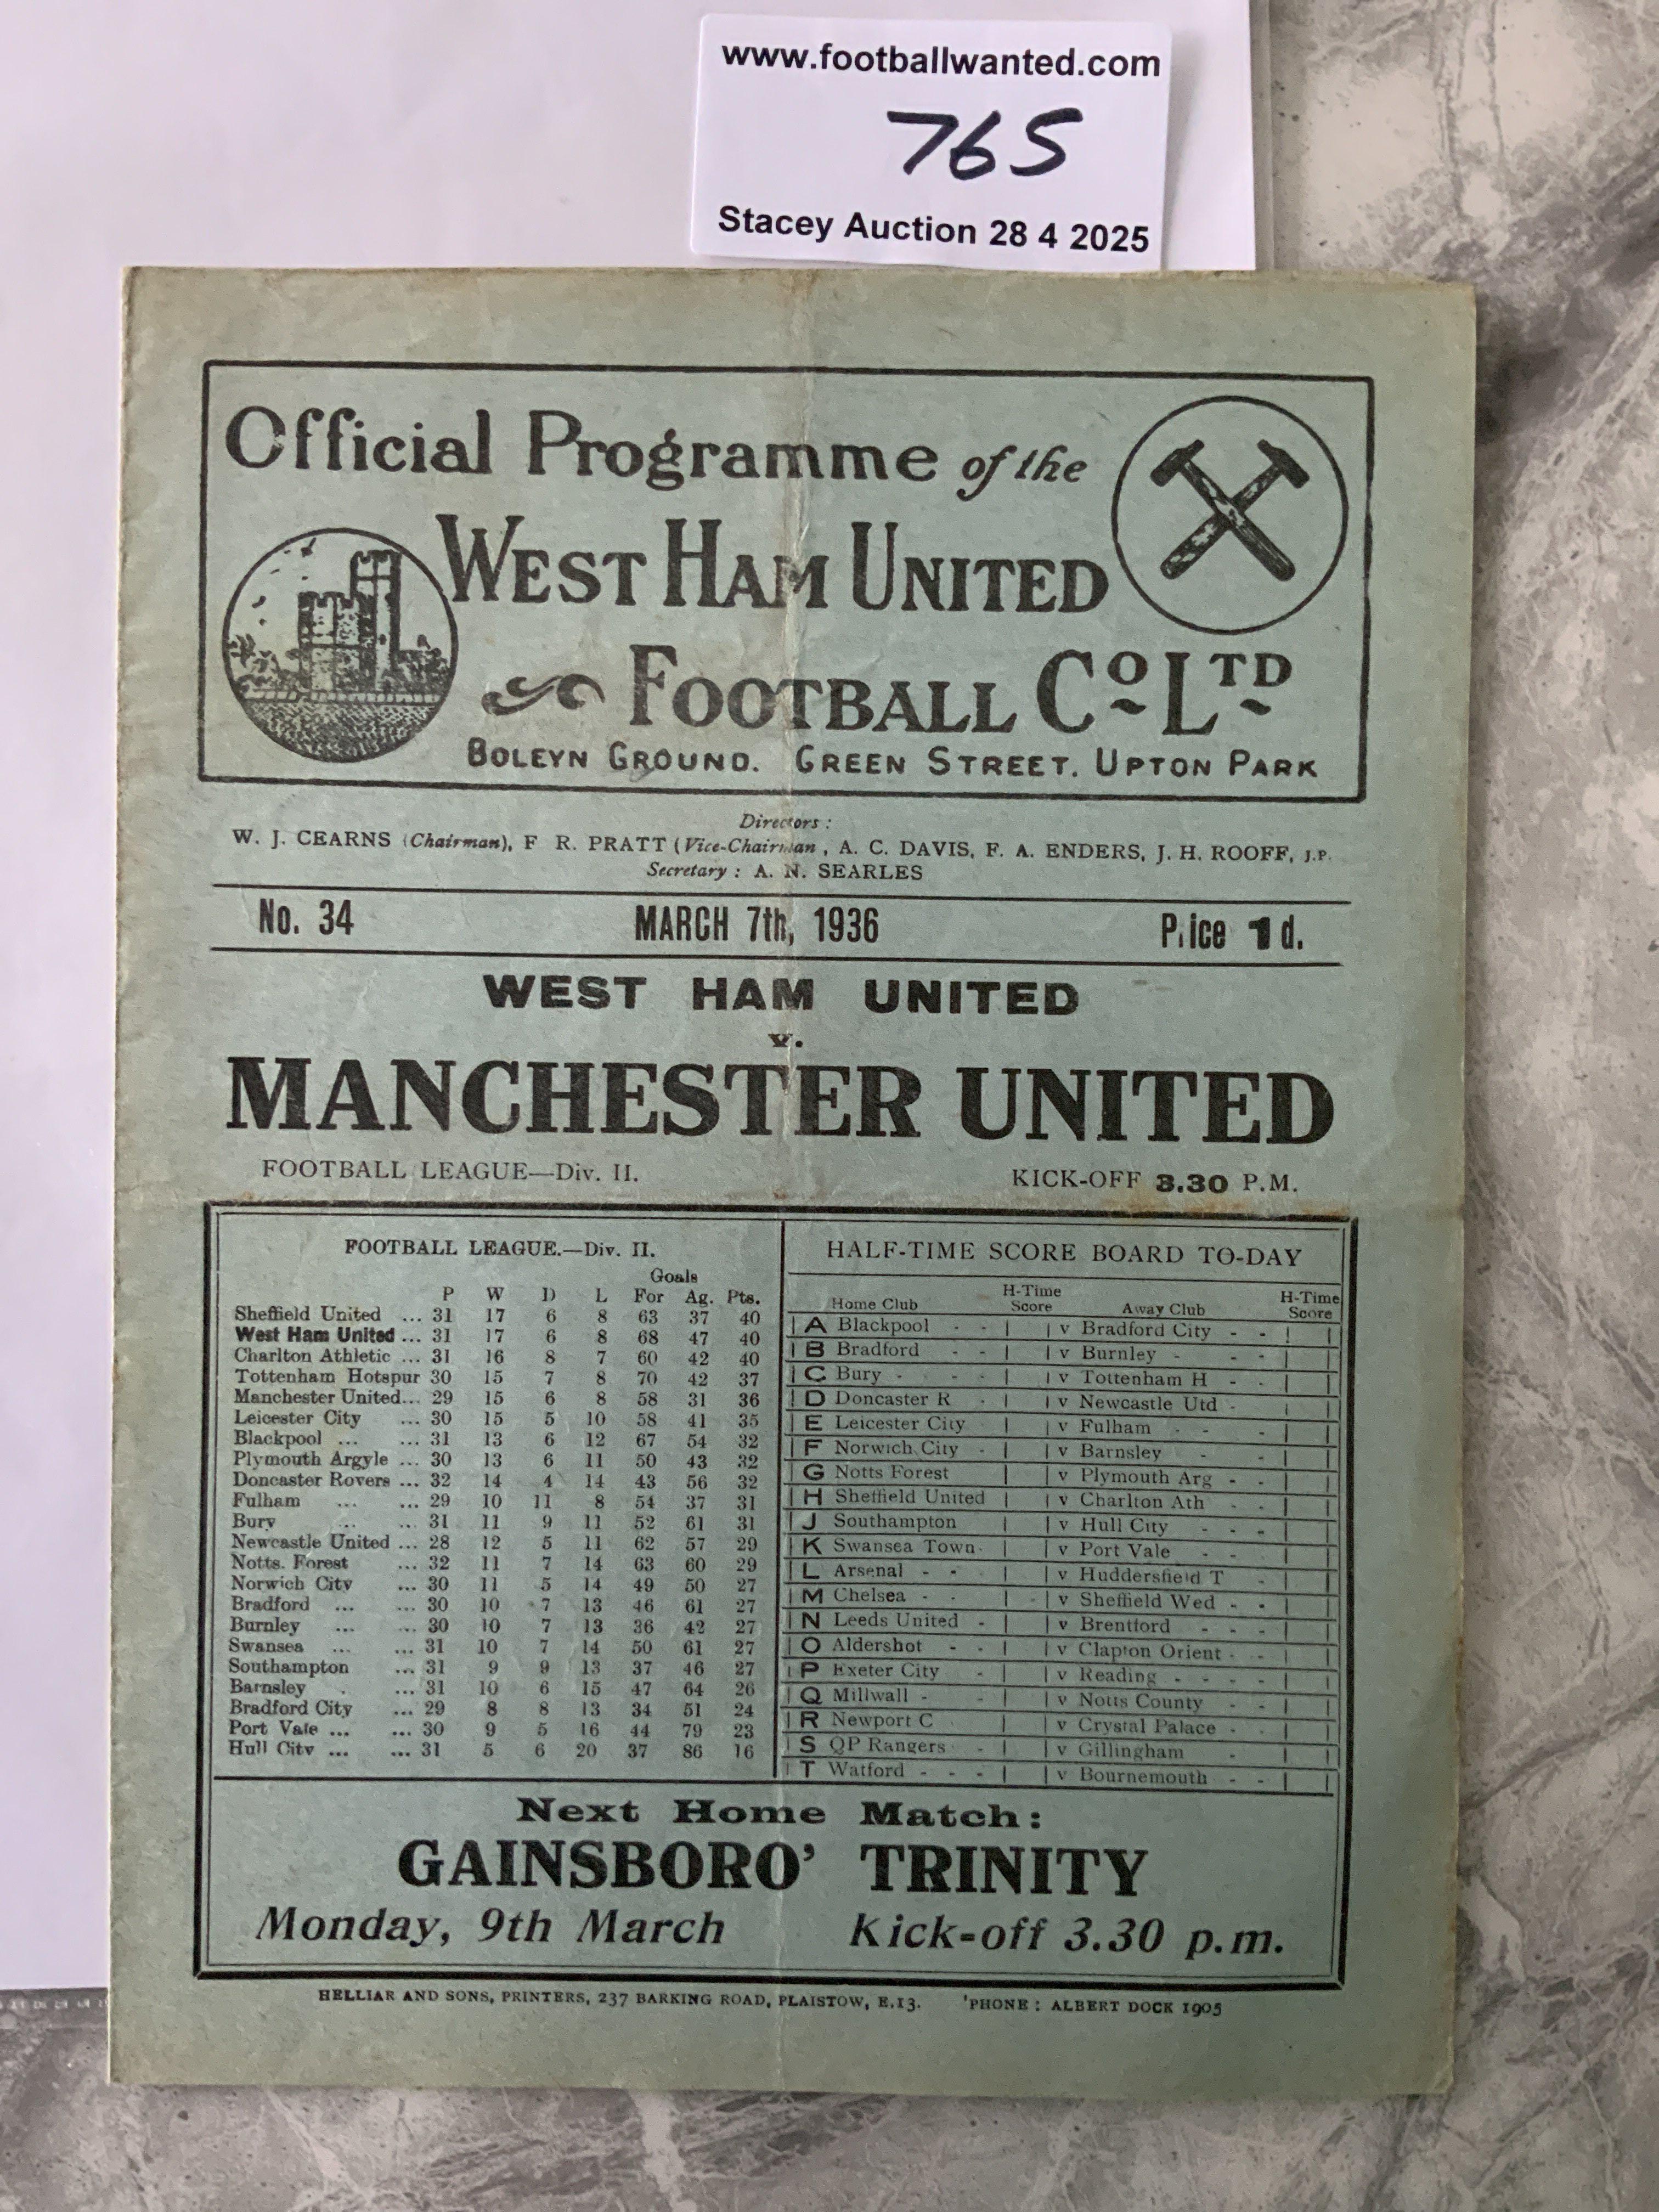 www.footballwanted.com
765
Stacey Auction 28 4 2025
Official Programme of the
WEST HAM UNITED
FOOTBALL CO LTD
BOLEYN GROUND. GREEN STREET. UPTON PARK
Directors :
W. J. CEARNS (Chairman), F R. PRATT (Vice-Chairman , A. C. DAVIS, F. A. ENDERS, J. H. ROOFF, J.P.
Secretary : A. N. SEARLES
No. 34 MARCH 7th, 1936 Price 1d.
WEST HAM UNITED
v.
MANCHESTER UNITED
FOOTBALL LEAGUE—Div. II. KICK-OFF 3.30 P.M.
FOOTBALL LEAGUE.—Div. II.
Goals
P W D L For Ag. Pts.
Sheffield United ... 31 17 6 8 63 37 40
West Ham United ... 31 17 6 8 68 47 40
Charlton Athletic ... 31 16 8 7 60 42 40
Tottenham Hotspur 30 15 7 8 70 42 37
Manchester United... 29 15 6 8 58 31 36
Leicester City ... 30 15 5 10 58 41 35
Blackpool ... ... 31 13 6 12 67 54 32
Plymouth Argyle ... 30 13 6 11 50 43 32
Doncaster Rovers ... 32 14 4 14 43 56 32
Fulham ... ... 29 10 11 8 54 37 31
Bury ... ... 31 11 9 11 52 61 31
Newcastle United ... 28 12 5 11 62 57 29
Notts. Forest ... 32 11 7 14 63 60 29
Norwich City ... 30 11 5 14 49 50 27
Bradford ... ... 30 10 7 13 46 61 27
Burnley ... ... 30 10 7 13 36 42 27
Swansea ... ... 31 10 7 14 50 61 27
Southampton ... 31 9 9 13 37 46 27
Barnsley . ... 31 10 6 15 47 64 26
Bradford City ... 29 8 8 13 34 51 24
Port Vale ... ... 30 9 5 16 44 79 23
Hull City ... ... 31 5 6 20 37 86 16
HALF-TIME SCORE BOARD TO-DAY
Home Club H-Time Score Away Club H-Time Score
A Blackpool - - v Bradford City - -
B Bradford - - v Burnley - - -
C Bury - - - v Tottenham H - -
D Doncaster R - v Newcastle Utd -
E Leicester City v Fulham - -
F Norwich City - v Barnsley - -
G Notts Forest v Plymouth Arg - -
H Sheffield United v Charlton Ath - -
J Southampton v Hull City - - -
K Swansea Town- v Port Vale - -
L Arsenal - - v Huddersfield T -
M Chelsea - - v Sheffield Wed - -
N Leeds United - v Brentford - - -
O Aldershot - - v Clapton Orient - -
P Exeter City - v Reading - - - -
Q Millwall - - v Notts County - -
R Newport C v Crystal Palace - -
S QP Rangers - v Gillingham -
T Watford - - - v Bournemouth - -
Next Home Match:
GAINSBORO' TRINITY
Monday, 9th March Kick-off 3.30 p.m.
HELLIAR AND SONS, PRINTERS, 237 BARKING ROAD, PLAISTOW, E.13. 'PHONE : ALBERT DOCK 1905